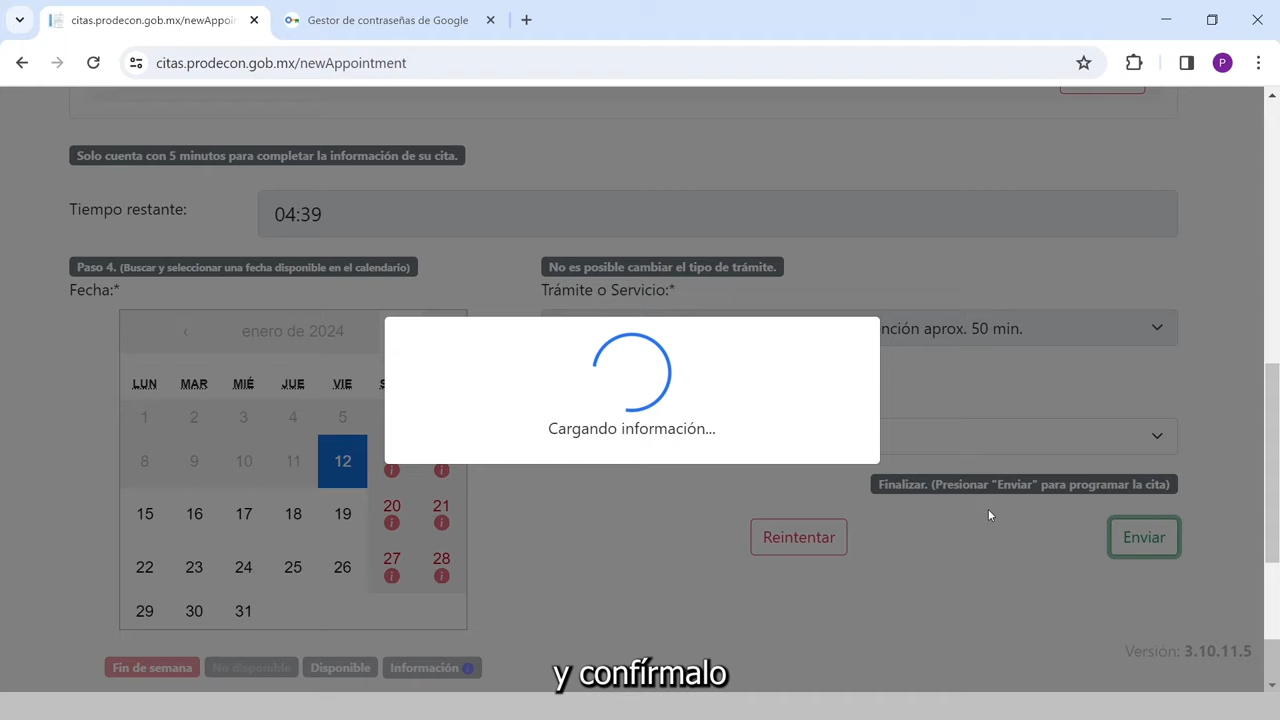 citas.prodecon.gob.mx/newAppoin
Gestor de contraseñas de Google
citas.prodecon.gob.mx/newAppointment
P
Solo cuenta con 5 minutos para completar la información de su cita.
Tiempo restante:
04:39
Paso 4. (Buscar y seleccionar una fecha disponible en el calendario)
No es posible cambiar el tipo de trámite.
Fecha:*
Trámite o Servicio:*
‹ enero de 2024
nción aprox. 50 min.
LUN MAR MIÉ JUE VIE S
1 2 3 4 5
8 9 10 11 12
15 16 17 18 19 20 21
22 23 24 25 26 27 28
29 30 31
Cargando información...
Finalizar. (Presionar "Enviar" para programar la cita)
Reintentar
Enviar
Fin de semana
No disponible
Disponible
Información i
Versión: 3.10.11.5
y confírmalo